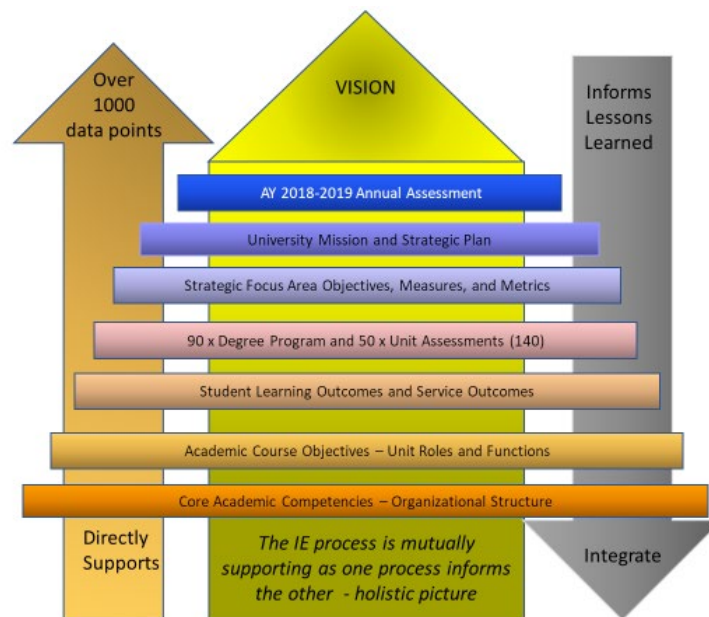 Over
1000
data points
VISION
Informs
Lessons
Learned
AY 2018-2019 Annual Assessment
University Mission and Strategic Plan
Strategic Focus Area Objectives, Measures, and Metrics
90 x Degree Program and 50 x Unit Assessments (140)
Student Learning Outcomes and Service Outcomes
Academic Course Objectives – Unit Roles and Functions
Core Academic Competencies – Organizational Structure
Directly
Supports
The IE process is mutually
supporting as one process informs
the other - holistic picture
Integrate